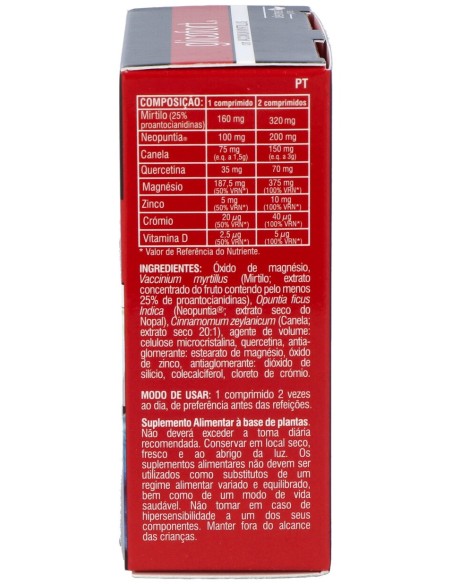 glicefort
PT
COMPOSIÇÃO: 1 comprimido 2 comprimidos
Mirtilo (25% proantocianidinas) 160 mg 320 mg
Neopuntia® 100 mg 200 mg
Canela 75 mg (e.q. a 1,5g) 150 mg (e.q. a 3g)
Quercetina 35 mg 70 mg
Magnésio 187,5 mg (50% VRN*) 375 mg (100% VRN*)
Zinco 5 mg (50% VRN*) 10 mg (100% VRN*)
Crómio 20 µg (50% VRN*) 40 µg (100% VRN*)
Vitamina D 2,5 µg (50% VRN*) 5 µg (100% VRN*)
* Valor de Referência do Nutriente.
INGREDIENTES: Óxido de magnésio,
Vaccinium myrtillus (Mirtilo; extrato
concentrado do fruto contendo pelo menos
25% de proantocianidinas), Opuntia ficus
Indica (Neopuntia®; extrato seco do
Nopal), Cinnamomum zeylanicum (Canela;
extrato seco 20:1), agente de volume:
celulose microcristalina, quercetina, anti-
aglomerante: estearato de magnésio, óxido
de zinco, antiaglomerante: dióxido de
silício, colecalciferol, cloreto de crómio.
MODO DE USAR: 1 comprimido 2 vezes
ao dia, de preferência antes das refeições.
Suplemento Alimentar à base de plantas.
Não deverá exceder a toma diária
recomendada. Conservar em local seco,
fresco e ao abrigo da luz. Os
suplementos alimentares não devem ser
utilizados como substitutos de um
regime alimentar variado e equilibrado,
bem como de um modo de vida
saudável. Não tomar em caso de
hipersensibilidade a um dos seus
componentes. Manter fora do alcance
das crianças.